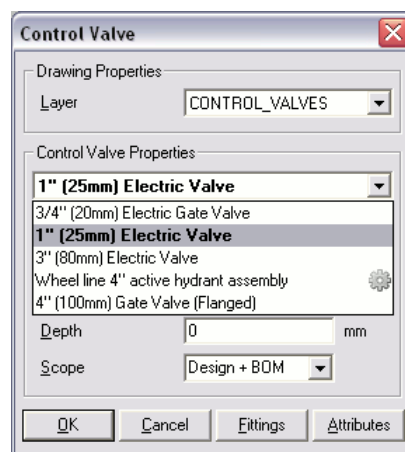 Control Valve
Drawing Properties
Layer CONTROL_VALVES
Control Valve Properties
1" (25mm) Electric Valve
3/4" (20mm) Electric Gate Valve
1" (25mm) Electric Valve
3" (80mm) Electric Valve
Wheel line 4" active hydrant assembly
4" (100mm) Gate Valve (Flanged)
Depth 0 mm
Scope Design + BOM
OK Cancel Fittings Attributes